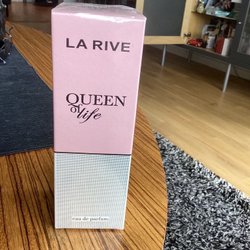 LA RIVE
QUEEN
of life
eau de parfum